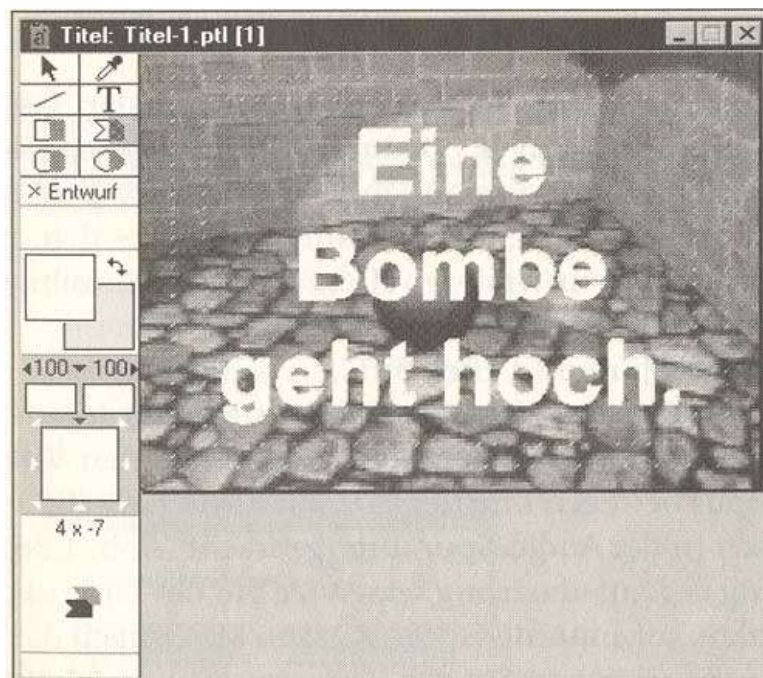 Titel: Titel-1.ptl [1]
T
× Entwurf
100 100
4 x -7
Eine
Bombe
geht hoch.